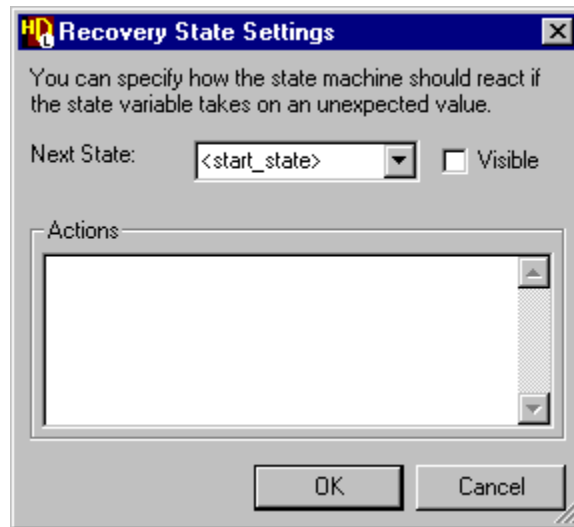 HDL Recovery State Settings
You can specify how the state machine should react if
the state variable takes on an unexpected value.
Next State: <start_state> Visible
Actions
OK Cancel